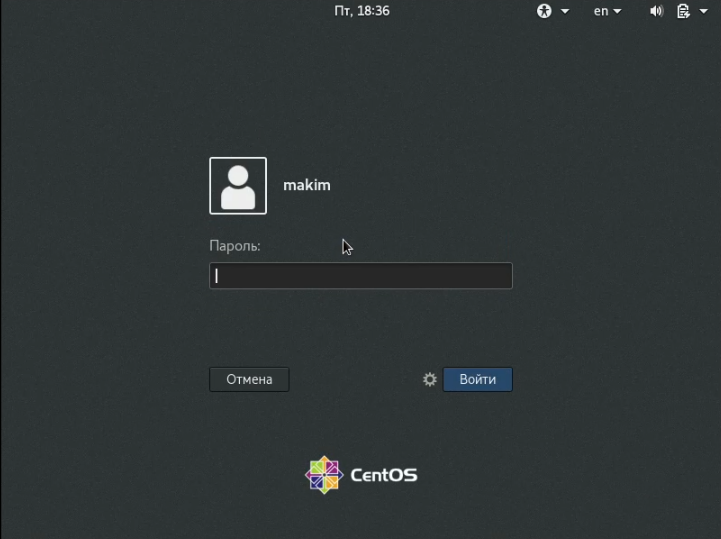 Пт, 18:36
en
makim
Пароль:
Отмена
Войти
CentOS